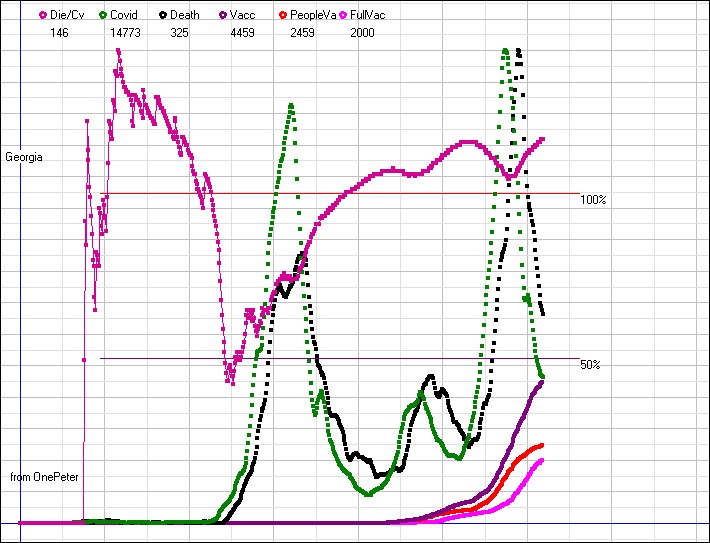 Die/Cv Covid Death Vacc PeopleVa FullVac
146 14773 325 4459 2459 2000
Georgia
100%
50%
from OnePeter